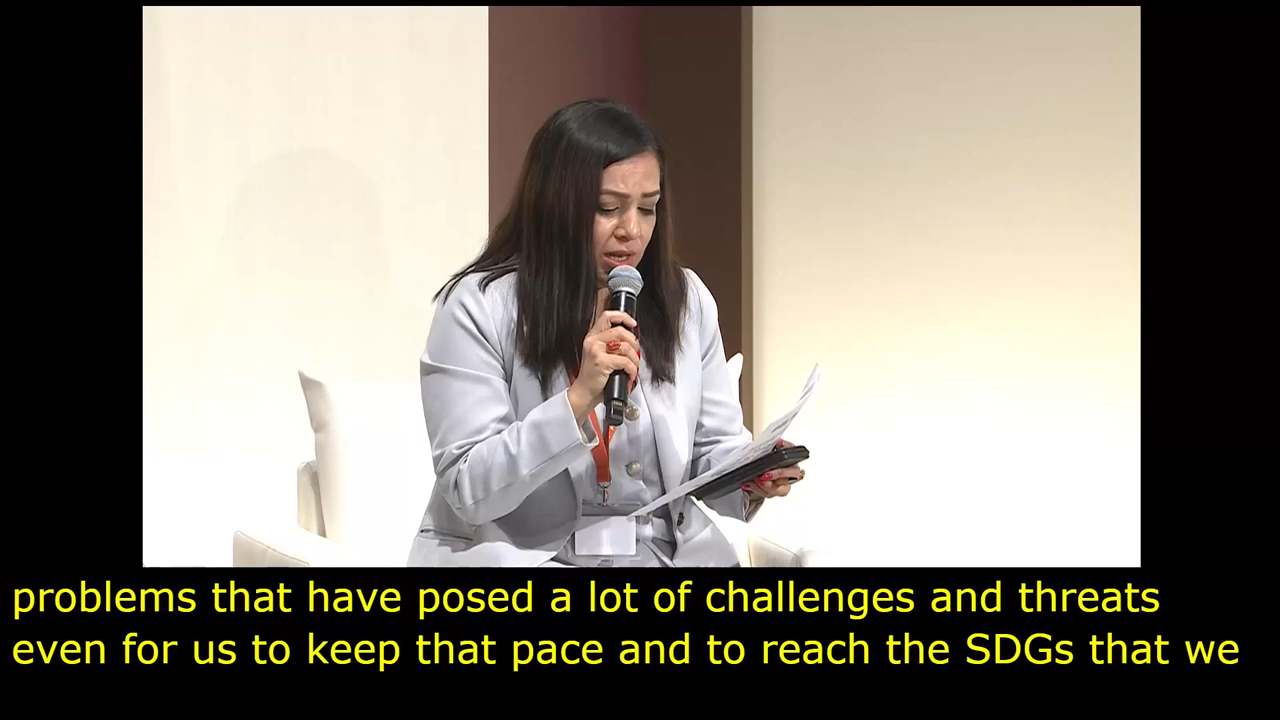 problems that have posed a lot of challenges and threats
even for us to keep that pace and to reach the SDGs that we